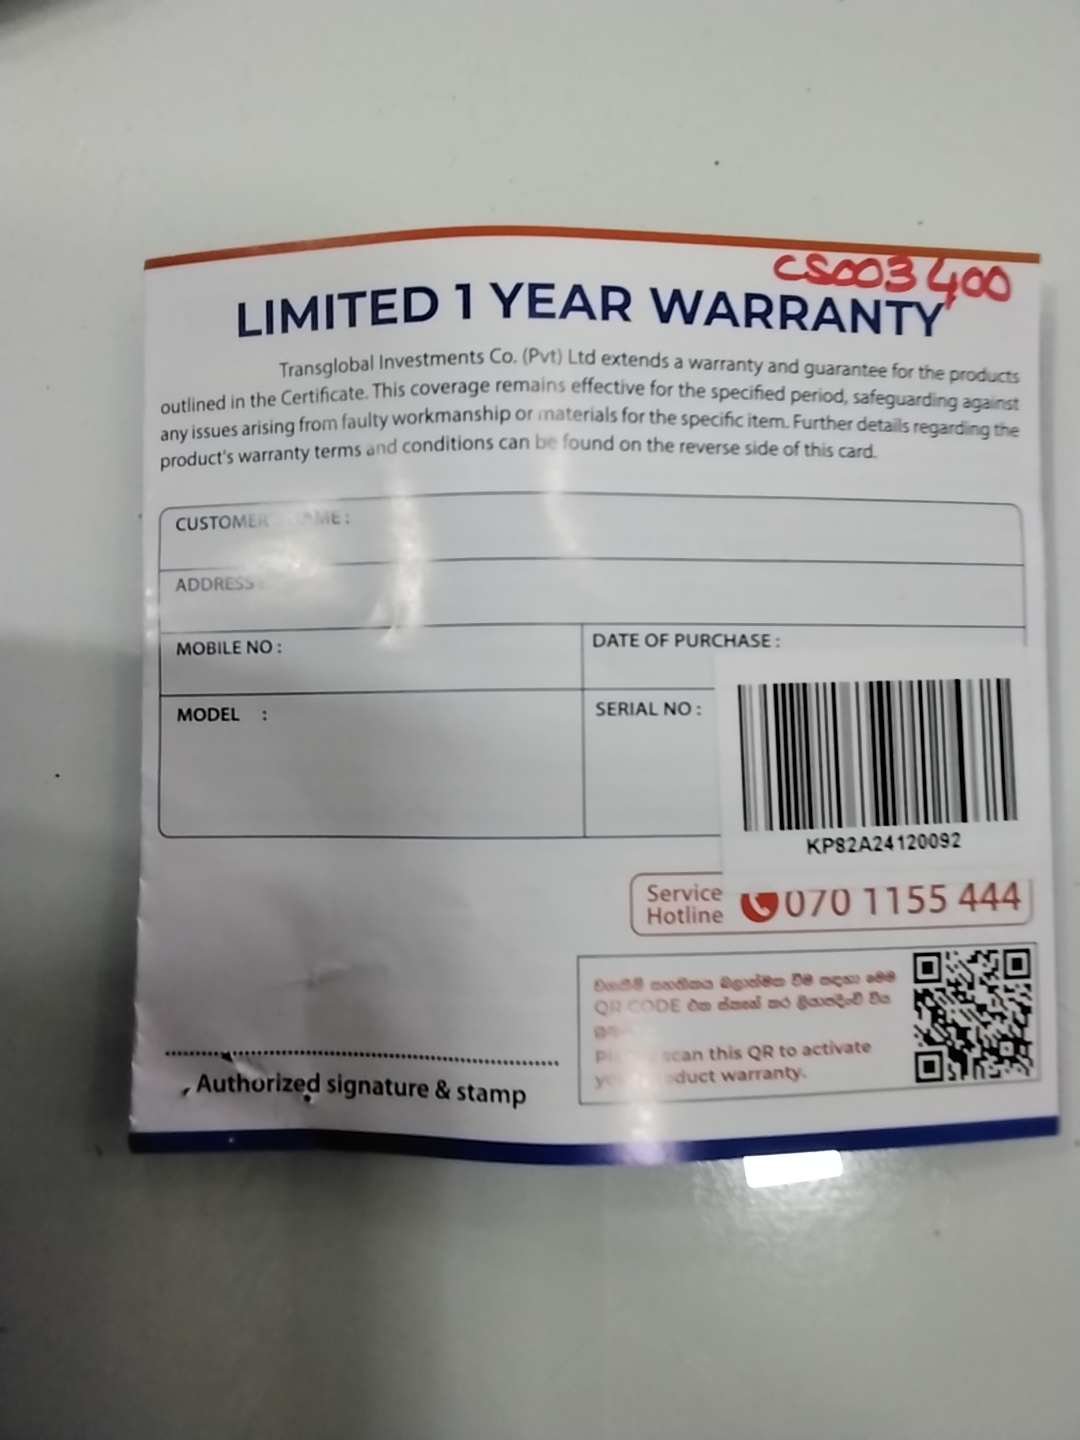 CS003400
LIMITED 1 YEAR WARRANTY
Transglobal Investments Co. (Pvt) Ltd extends a warranty and guarantee for the products
outlined in the Certificate. This coverage remains effective for the specified period, safeguarding against
any issues arising from faulty workmanship or materials for the specific item. Further details regarding the
product's warranty terms and conditions can be found on the reverse side of this card.
CUSTOMER
ADDRESS :
MOBILE NO :
DATE OF PURCHASE :
MODEL :
SERIAL NO :
KP82A24120092
Service
Hotline
070 1155 444
QR CODE එක ස්කෑන් කර ලියාපදිංචි විය
scan this QR to activate
warranty.
Authorized signature & stamp